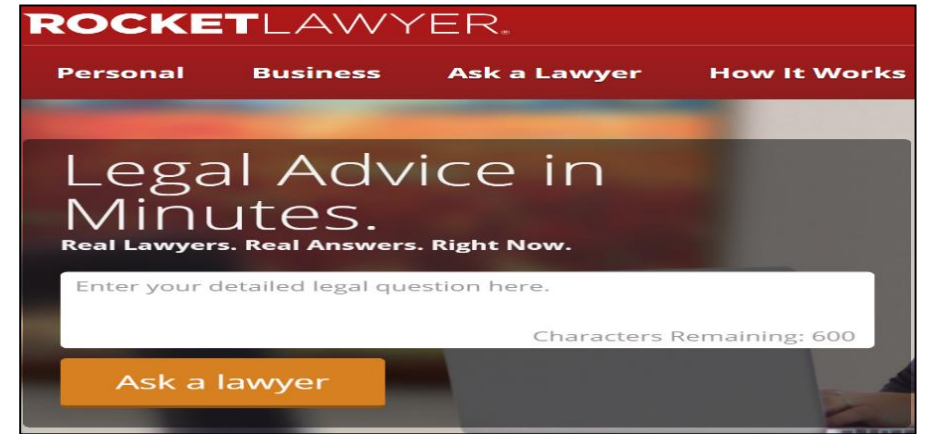 ROCKETLAWYER®
Personal Business Ask a Lawyer How It Works
Legal Advice in
Minutes.
Real Lawyers. Real Answers. Right Now.
Enter your detailed legal question here.
Characters Remaining: 600
Ask a lawyer